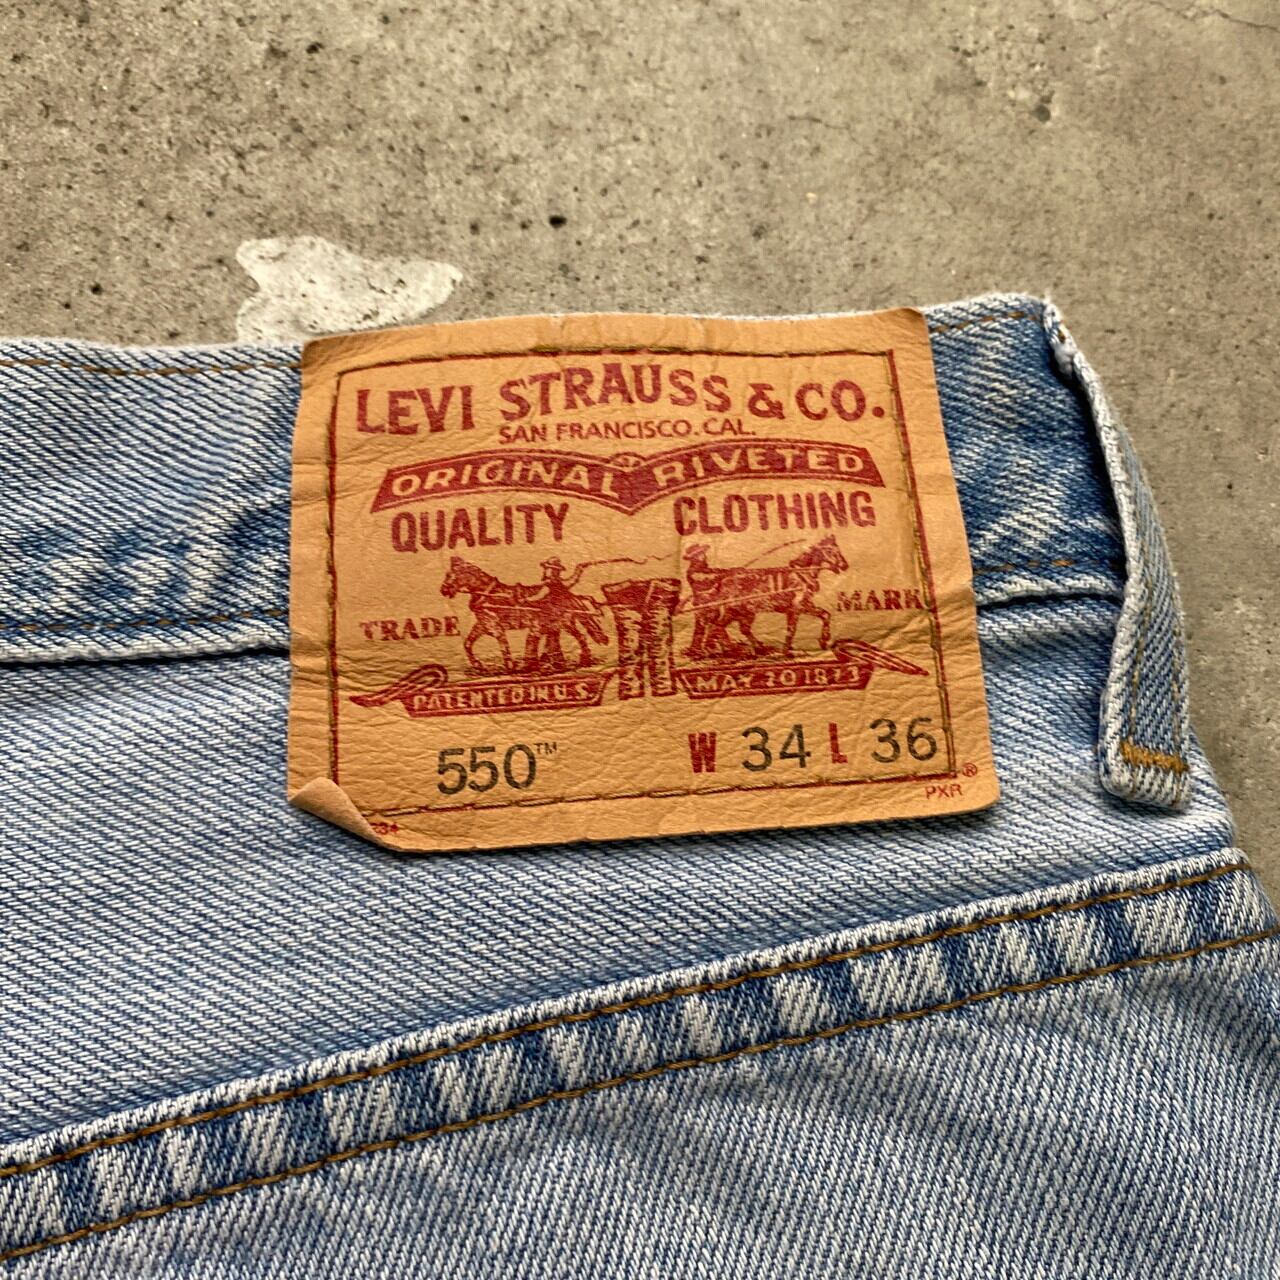 LEVI STRAUSS & CO.
SAN FRANCISCO. CAL.
ORIGINAL RIVETED
QUALITY CLOTHING
TRADE MARK
PATENTED IN U.S. MAY 20 1873
550™ W 34 L 36
®
PXR